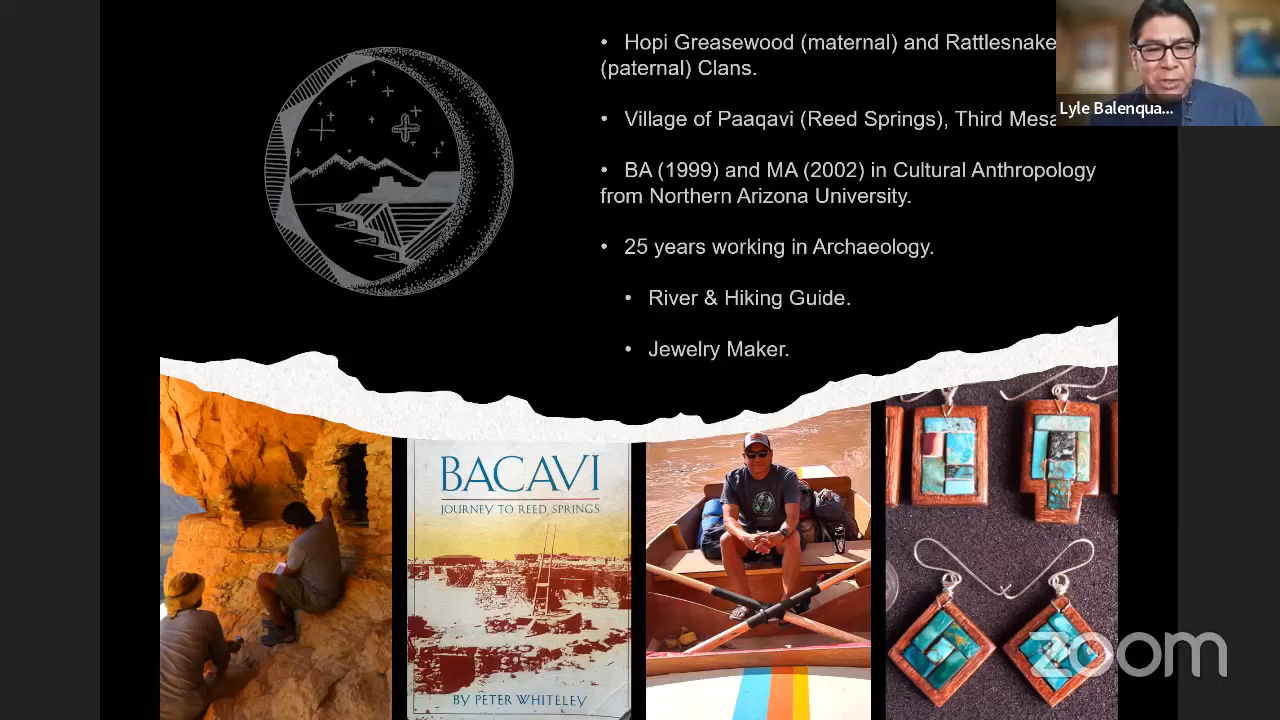 • Hopi Greasewood (maternal) and Rattlesnake
(paternal) Clans.
• Village of Paaqavi (Reed Springs), Third Mesa
• BA (1999) and MA (2002) in Cultural Anthropology
from Northern Arizona University.
• 25 years working in Archaeology.
• River & Hiking Guide.
• Jewelry Maker.
Lyle Balenqua...
BACAVI
JOURNEY TO REED SPRINGS
BY PETER WHITELEY
zoom